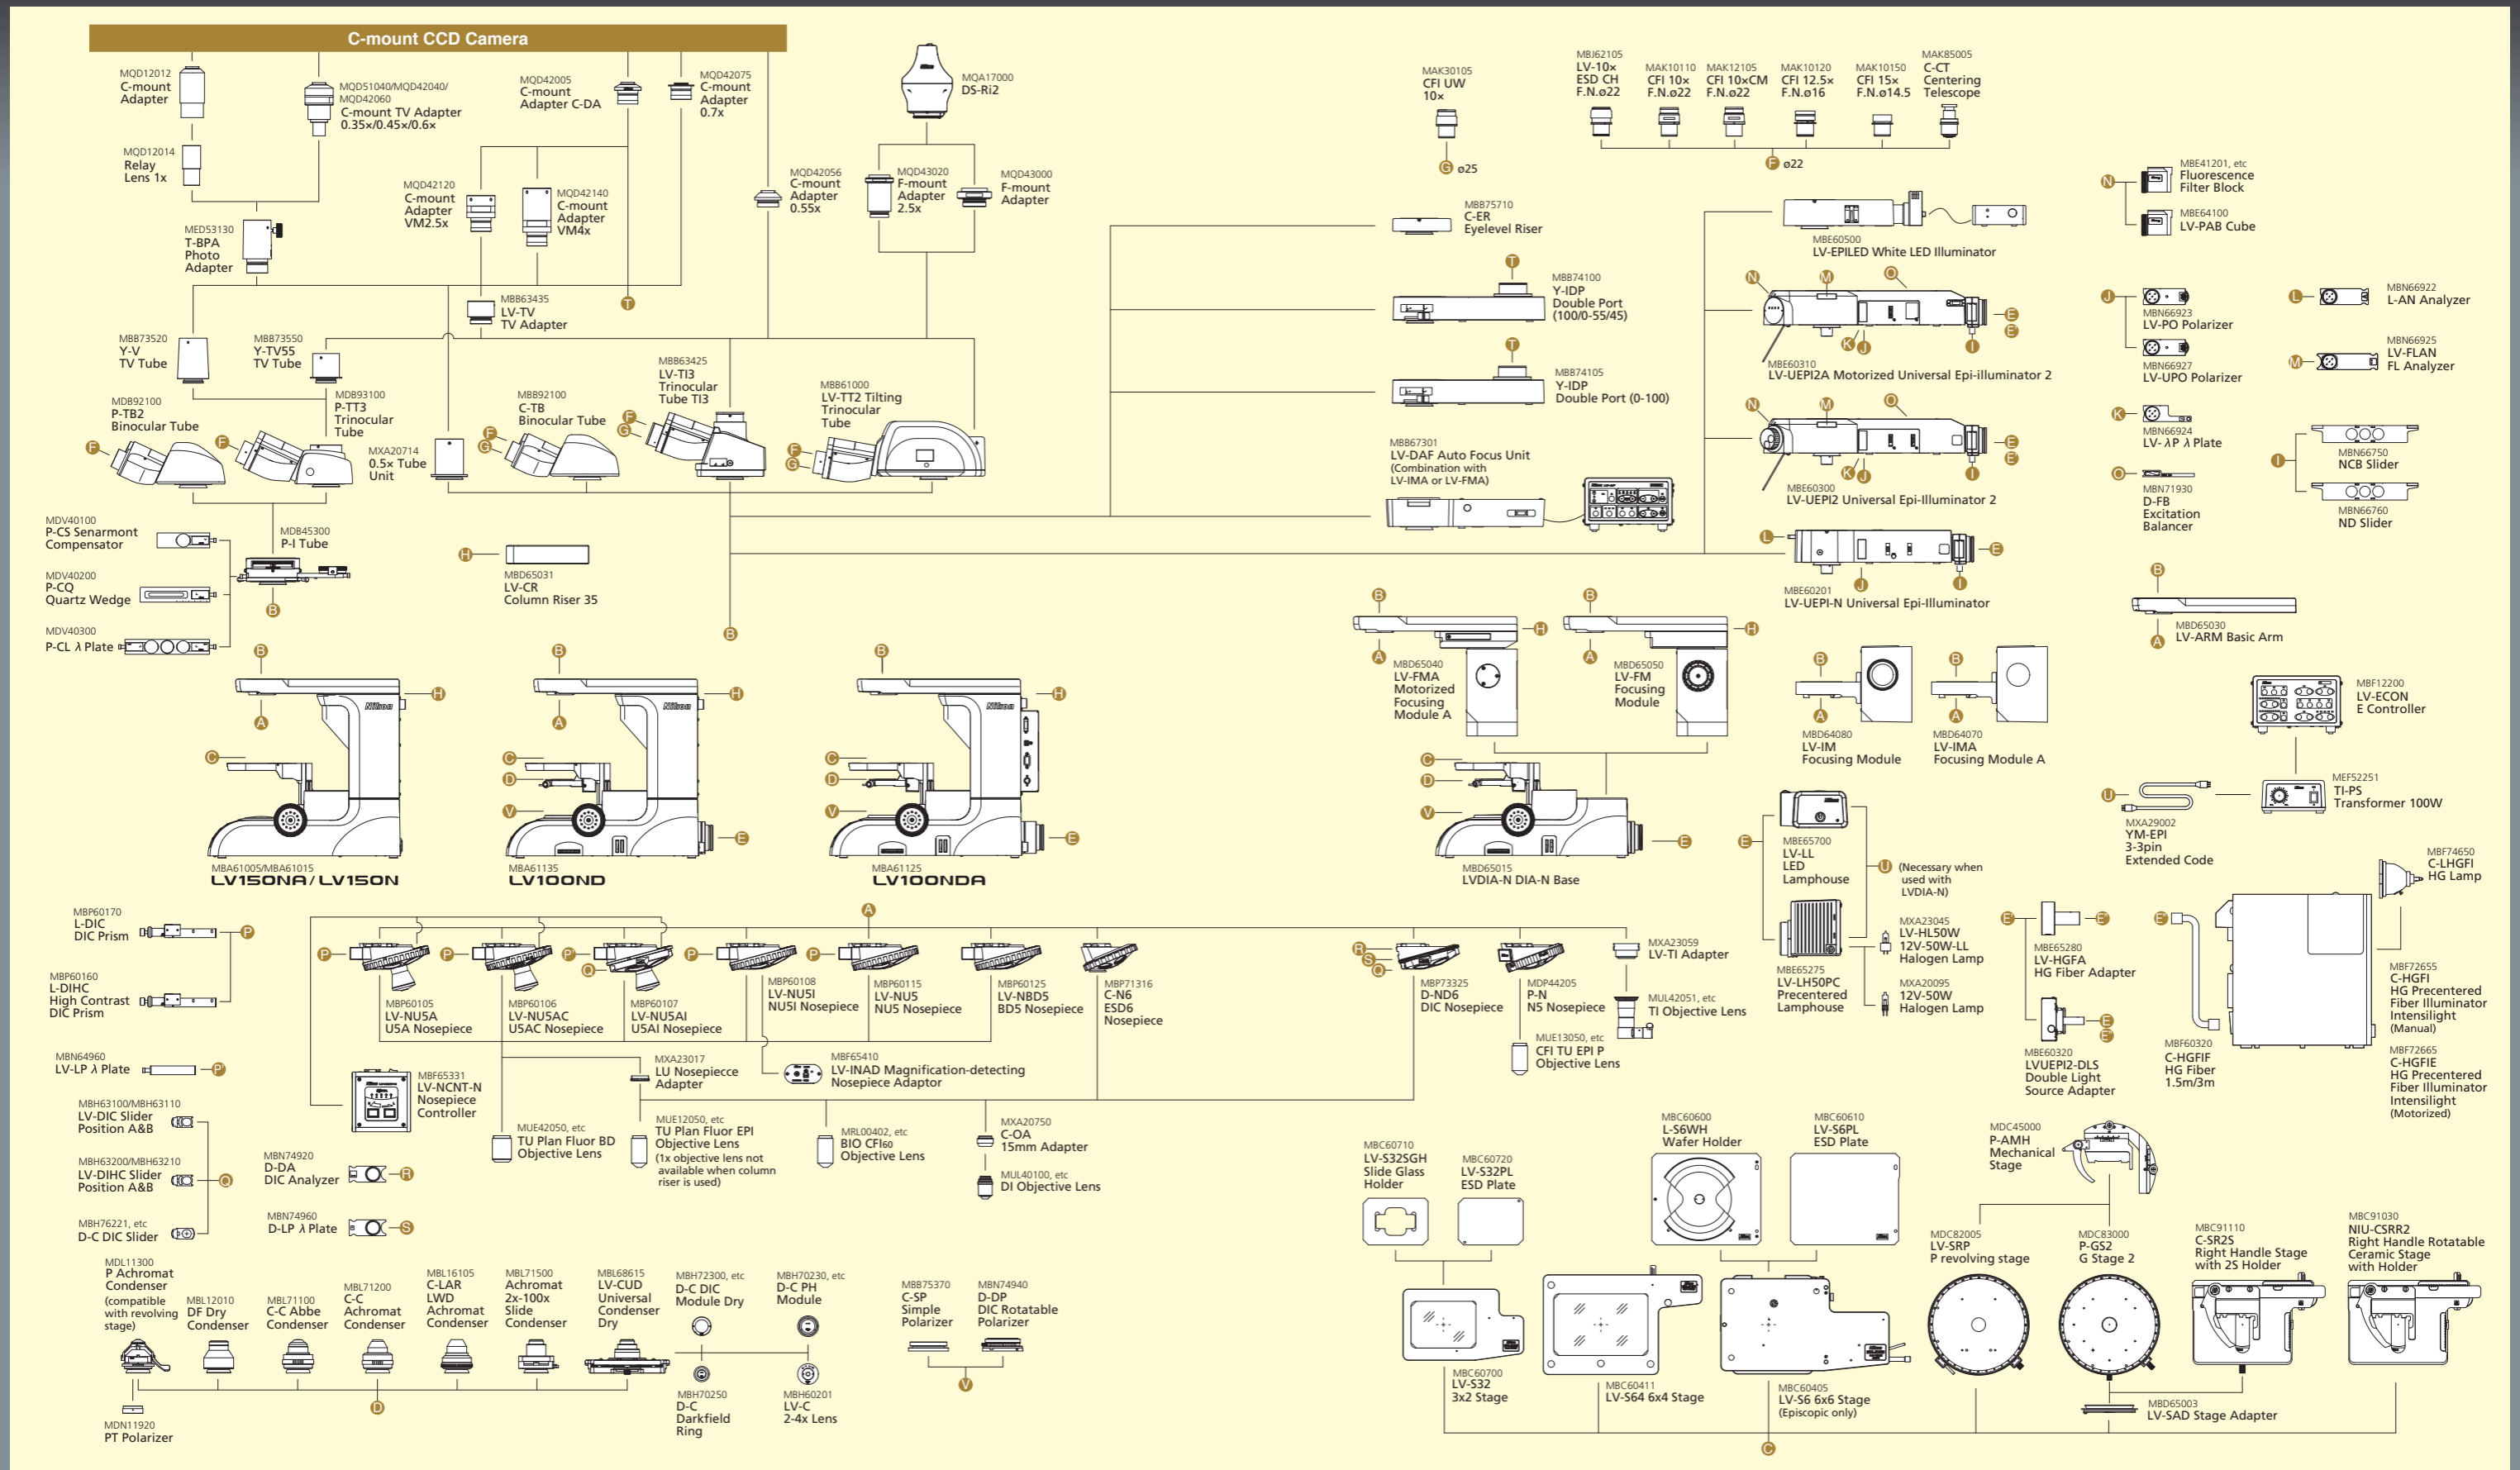 C-mount CCD Camera
MQD12012
C-mount
Adapter
MQD51040/MQD42040/
MQD42060
C-mount TV Adapter
0.35×/0.45×/0.6×
MQD42005
C-mount
Adapter C-DA
MQD42075
C-mount
Adapter
0.7x
MQA17000
DS-Ri2
MQD12014
Relay
Lens 1x
MQD42120
C-mount
Adapter
VM2.5x
MQD42140
C-mount
Adapter
VM4x
MQD42056
C-mount
Adapter
0.55x
MQD43020
F-mount
Adapter
2.5x
MQD43000
F-mount
Adapter
MED53130
T-BPA
Photo
Adapter
MBB63435
LV-TV
TV Adapter
T
MBB73520
Y-V
TV Tube
MBB73550
Y-TV55
TV Tube
MDB92100
P-TB2
Binocular Tube
F
MDB93100
P-TT3
Trinocular
Tube
F
MXA20714
0.5× Tube
Unit
MBB92100
C-TB
Binocular Tube
F
G
MBB63425
LV-TI3
Trinocular
Tube TI3
F
G
MBB61000
LV-TT2 Tilting
Trinocular
Tube
F
G
MDV40100
P-CS Senarmont
Compensator
MDV40200
P-CQ
Quartz Wedge
MDV40300
P-CL λ Plate
MDB45300
P-I Tube
B
H
MBD65031
LV-CR
Column Riser 35
B
MAK30105
CFI UW
10×
G ø25
MBJ62105
LV-10×
ESD CH
F.N.ø22
MAK10110
CFI 10×
F.N.ø22
MAK12105
CFI 10×CM
F.N.ø22
MAK10120
CFI 12.5×
F.N.ø16
MAK10150
CFI 15×
F.N.ø14.5
MAK85005
C-CT
Centering
Telescope
F ø22
MBB75710
C-ER
Eyelevel Riser
T
MBB74100
Y-IDP
Double Port
(100/0-55/45)
T
MBB74105
Y-IDP
Double Port (0-100)
MBB67301
LV-DAF Auto Focus Unit
(Combination with
LV-IMA or LV-FMA)
MBE60500
LV-EPILED White LED Illuminator
N M O
E
E'
K J I
MBE60310
LV-UEPI2A Motorized Universal Epi-illuminator 2
N M O
E
E'
K J I
MBE60300
LV-UEPI2 Universal Epi-Illuminator 2
L
E
J I
MBE60201
LV-UEPI-N Universal Epi-Illuminator
N
MBE41201, etc
Fluorescence
Filter Block
MBE64100
LV-PAB Cube
J
MBN66923
LV-PO Polarizer
MBN66927
LV-UPO Polarizer
L
MBN66922
L-AN Analyzer
M
MBN66925
LV-FLAN
FL Analyzer
K
MBN66924
LV- λP λ Plate
O
MBN71930
D-FB
Excitation
Balancer
I
MBN66750
NCB Slider
MBN66760
ND Slider
B
A
MBD65030
LV-ARM Basic Arm
B
A
H
C
Nikon
MBA61005/MBA61015
LV150NA/LV150N
B
A
H
C
D
V
E
Nikon
MBA61135
LV100ND
B
A
H
C
D
V
E
Nikon
MBA61125
LV100NDA
B
A
H
MBD65040
LV-FMA
Motorized
Focusing
Module A
B
A
H
MBD65050
LV-FM
Focusing
Module
B
A
MBD64080
LV-IM
Focusing Module
B
A
MBD64070
LV-IMA
Focusing Module A
C
D
V
E
MBD65015
LVDIA-N DIA-N Base
MBF12200
LV-ECON
E Controller
MEF52251
TI-PS
Transformer 100W
U
MXA29002
YM-EPI
3-3pin
Extended Code
E
MBE65700
LV-LL
LED
Lamphouse
U (Necessary when
used with
LVDIA-N)
MBE65275
LV-LH50PC
Precentered
Lamphouse
MXA23045
LV-HL50W
12V-50W-LL
Halogen Lamp
MXA20095
12V-50W
Halogen Lamp
E'
E"
MBE65280
LV-HGFA
HG Fiber Adapter
E
E'
MBE60320
LVUEPI2-DLS
Double Light
Source Adapter
E"
MBF60320
C-HGFIF
HG Fiber
1.5m/3m
MBF74650
C-LHGFI
HG Lamp
MBF72655
C-HGFI
HG Precentered
Fiber Illuminator
Intensilight
(Manual)
MBF72665
C-HGFIE
HG Precentered
Fiber Illuminator
Intensilight
(Motorized)
MBP60170
L-DIC
DIC Prism
P
MBP60160
L-DIHC
High Contrast
DIC Prism
MBN64960
LV-LP λ Plate
P'
A
P
MBP60105
LV-NU5A
U5A Nosepiece
P
MBP60106
LV-NU5AC
U5AC Nosepiece
P
Q
MBP60107
LV-NU5AI
U5AI Nosepiece
P
MBP60108
LV-NU5I
NU5I Nosepiece
P
MBP60115
LV-NU5
NU5 Nosepiece
MBP60125
LV-NBD5
BD5 Nosepiece
MBP71316
C-N6
ESD6
Nosepiece
R
S
Q
MBP73325
D-ND6
DIC Nosepiece
MDP44205
P-N
N5 Nosepiece
MXA23059
LV-TI Adapter
MUL42051, etc
TI Objective Lens
MUE13050, etc
CFI TU EPI P
Objective Lens
MBF65331
LV-NCNT-N
Nosepiece
Controller
MXA23017
LU Nosepiecce
Adapter
MBF65410
LV-INAD Magnification-detecting
Nosepiece Adaptor
MUE42050, etc
TU Plan Fluor BD
Objective Lens
MUE12050, etc
TU Plan Fluor EPI
Objective Lens
(1x objective lens not
available when column
riser is used)
MRL00402, etc
BIO CFI60
Objective Lens
MXA20750
C-OA
15mm Adapter
MUL40100, etc
DI Objective Lens
MBH63100/MBH63110
LV-DIC Slider
Position A&B
MBH63200/MBH63210
LV-DIHC Slider
Position A&B
Q
MBH76221, etc
D-C DIC Slider
MBN74920
D-DA
DIC Analyzer
R
MBN74960
D-LP λ Plate
S
MDL11300
P Achromat
Condenser
(compatible
with revolving
stage)
MBL12010
DF Dry
Condenser
MBL71100
C-C Abbe
Condenser
MBL71200
C-C
Achromat
Condenser
MBL16105
C-LAR
LWD
Achromat
Condenser
MBL71500
Achromat
2x-100x
Slide
Condenser
MBL68615
LV-CUD
Universal
Condenser
Dry
MBH72300, etc
D-C DIC
Module Dry
MBH70230, etc
D-C PH
Module
MBH70250
D-C
Darkfield
Ring
MBH60201
LV-C
2-4x Lens
D
MDN11920
PT Polarizer
MBB75370
C-SP
Simple
Polarizer
MBN74940
D-DP
DIC Rotatable
Polarizer
V
MBC60710
LV-S32SGH
Slide Glass
Holder
MBC60720
LV-S32PL
ESD Plate
MBC60600
L-S6WH
Wafer Holder
MBC60610
LV-S6PL
ESD Plate
MDC45000
P-AMH
Mechanical
Stage
MBC60700
LV-S32
3x2 Stage
MBC60411
LV-S64 6x4 Stage
MBC60405
LV-S6 6x6 Stage
(Episcopic only)
MDC82005
LV-SRP
P revolving stage
MDC83000
P-GS2
G Stage 2
MBC91110
C-SR2S
Right Handle Stage
with 2S Holder
MBC91030
NIU-CSRR2
Right Handle Rotatable
Ceramic Stage
with Holder
MBD65003
LV-SAD Stage Adapter
C